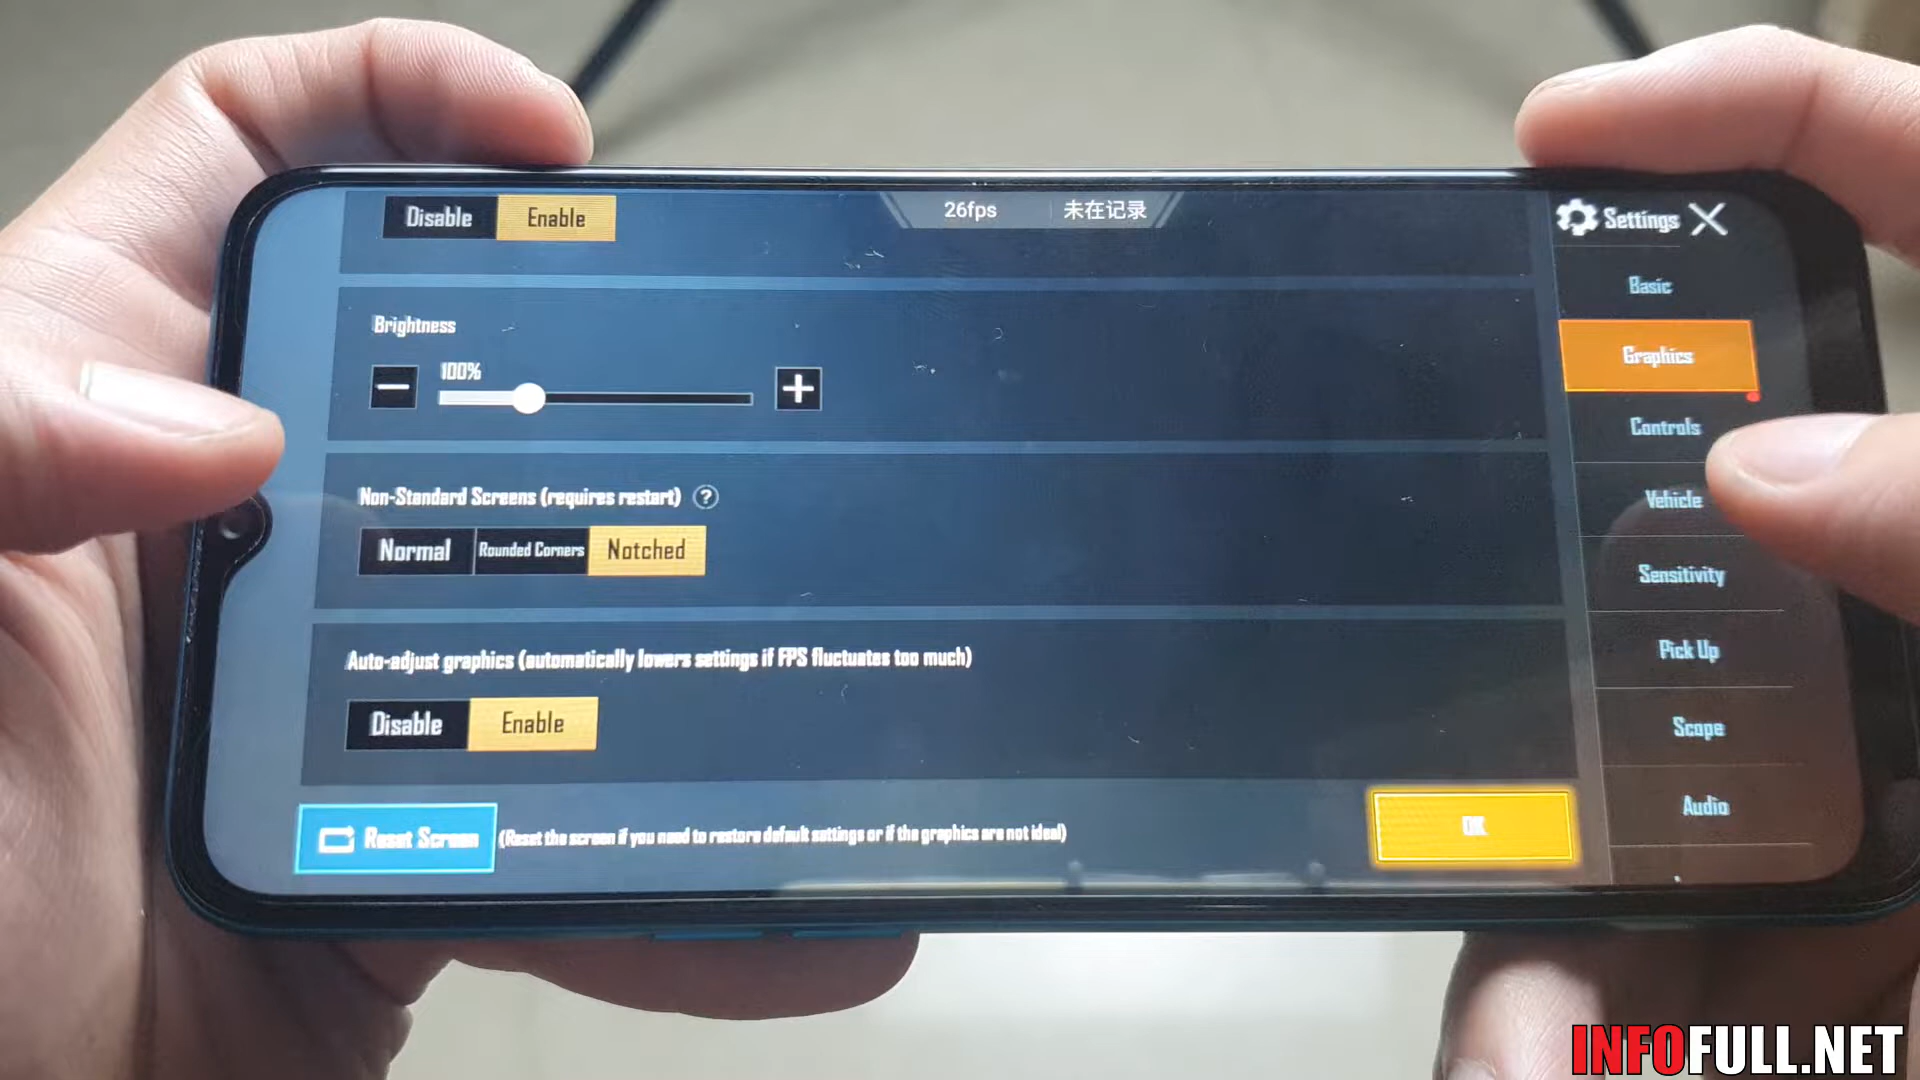 Disable Enable
26fps 未在记录
Settings
Basic
Graphics
Controls
Vehicle
Sensitivity
Pick Up
Scope
Audio
Brightness
100%
Non-Standard Screens (requires restart) ?
Normal Rounded Corners Notched
Auto-adjust graphics (automatically lowers settings if FPS fluctuates too much)
Disable Enable
Reset Screen (Reset the screen if you need to restore default settings or if the graphics are not ideal)
OK
INFOFULL.NET